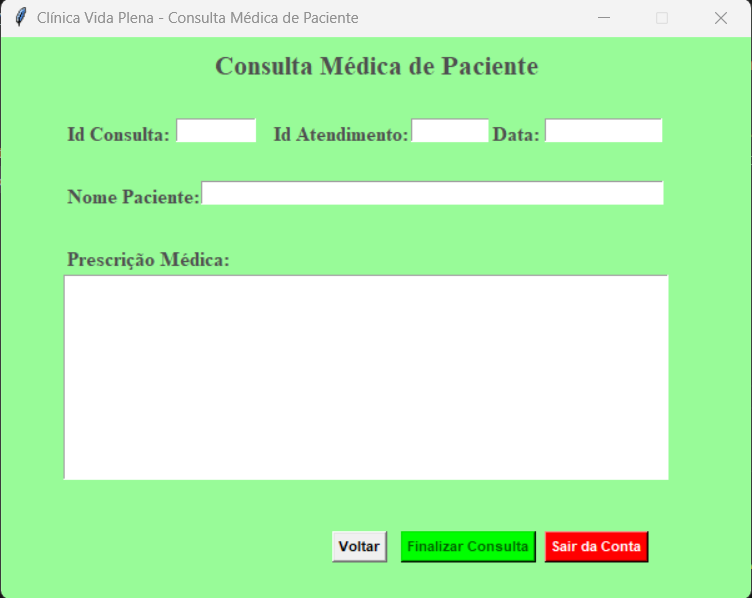 Clínica Vida Plena - Consulta Médica de Paciente
Consulta Médica de Paciente
Id Consulta: Id Atendimento: Data:
Nome Paciente:
Prescrição Médica:
Voltar Finalizar Consulta Sair da Conta